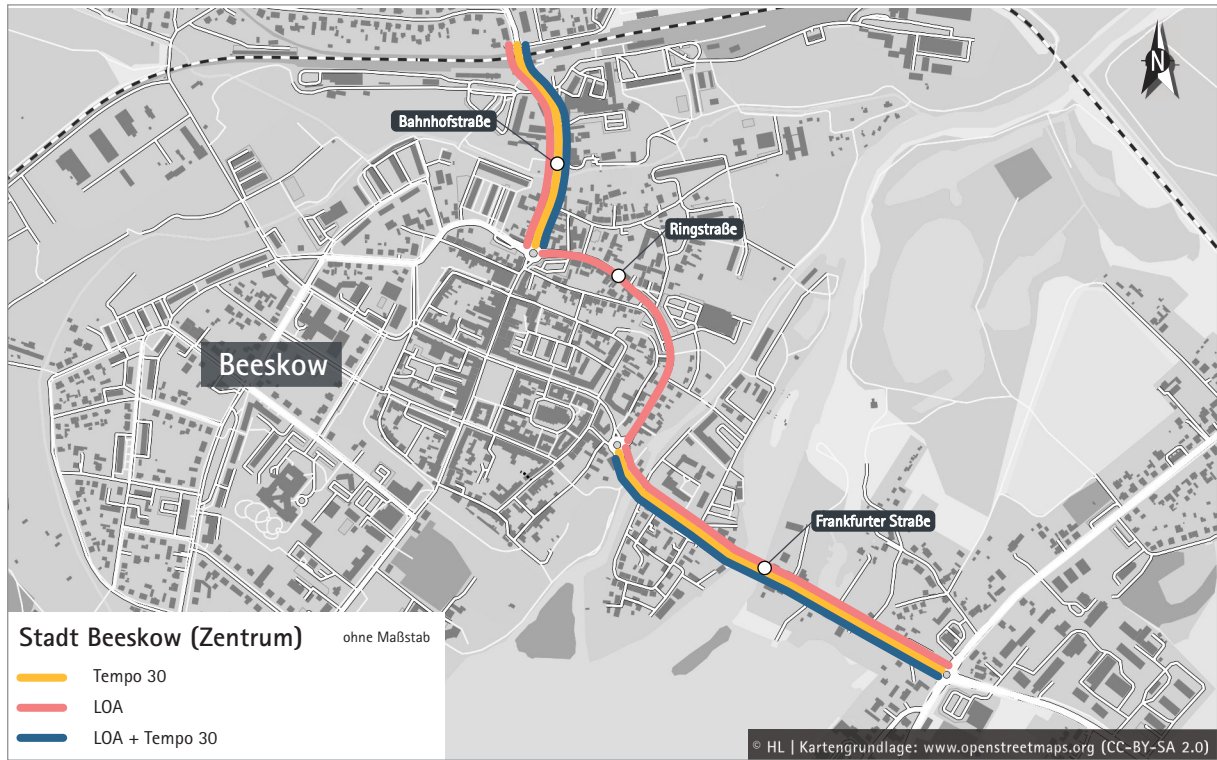 N
Bahnhofstraße
Ringstraße
Beeskow
Frankfurter Straße
Stadt Beeskow (Zentrum) ohne Maßstab
Tempo 30
LOA
LOA + Tempo 30
© HL | Kartengrundlage: www.openstreetmaps.org (CC-BY-SA 2.0)